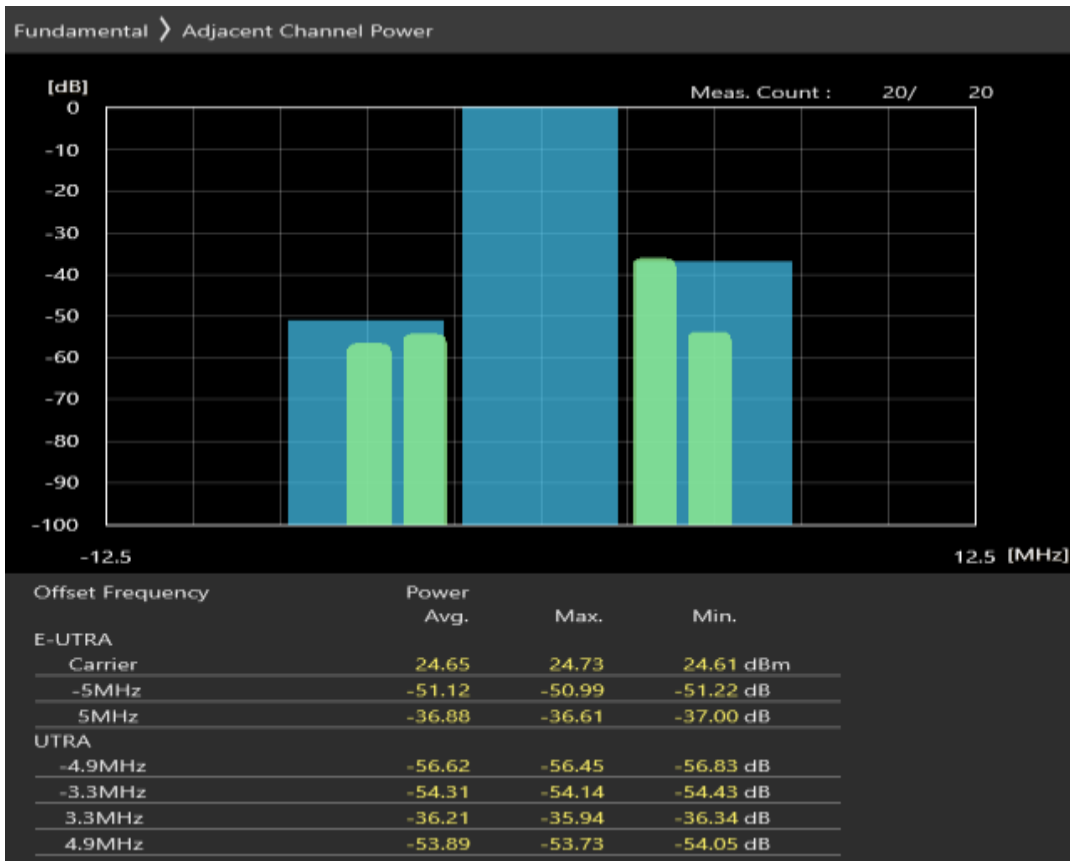 Fundamental 〉 Adjacent Channel Power
[dB]
Meas. Count : 20/ 20
0
-10
-20
-30
-40
-50
-60
-70
-80
-90
-100
-12.5 12.5 [MHz]
Offset Frequency Power
Avg. Max. Min.
E-UTRA
Carrier 24.65 24.73 24.61 dBm
-5MHz -51.12 -50.99 -51.22 dB
5MHz -36.88 -36.61 -37.00 dB
UTRA
-4.9MHz -56.62 -56.45 -56.83 dB
-3.3MHz -54.31 -54.14 -54.43 dB
3.3MHz -36.21 -35.94 -36.34 dB
4.9MHz -53.89 -53.73 -54.05 dB